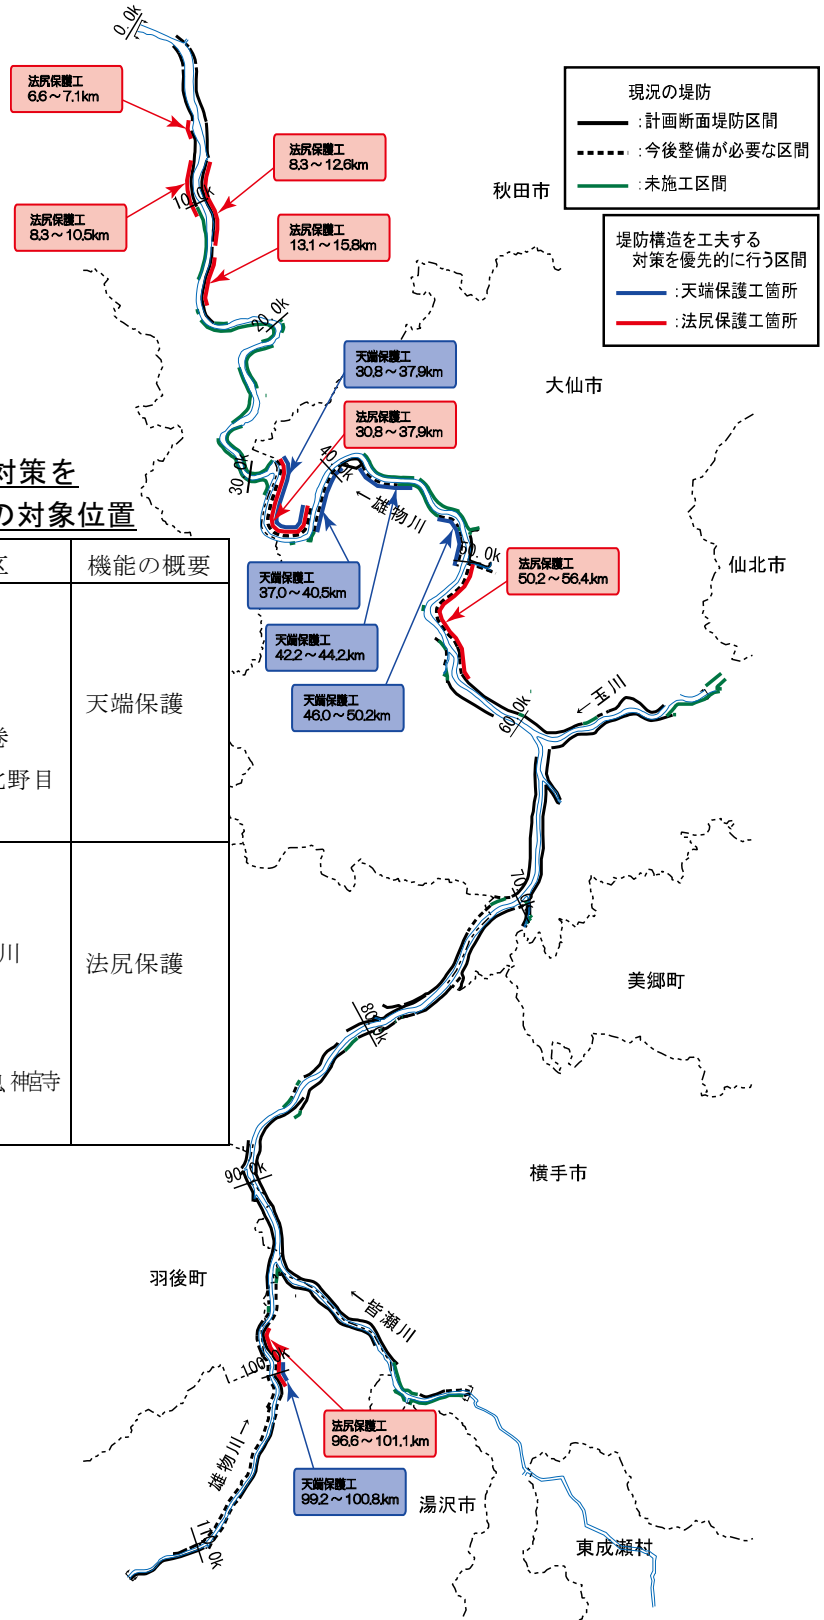 0.0k
法尻保護工
6.6～7.1km
法尻保護工
8.3～12.6km
法尻保護工
8.3～10.5km
10.0k
法尻保護工
13.1～15.8km
現況の堤防
:計画断面堤防区間
:今後整備が必要な区間
:未施工区間
秋田市
堤防構造を工夫する
対策を優先的に行う区間
:天端保護工箇所
:法尻保護工箇所
20.0k
天端保護工
30.8～37.9km
大仙市
法尻保護工
30.8～37.9km
対策を
の対象位置
30.0k
40.0k
←雄物川
50.0k
区
機能の概要
天端保護工
37.0～40.5km
法尻保護工
50.2～56.4km
仙北市
天端保護工
42.2～44.2km
天端保護工
46.0～50.2km
天端保護
巻
北野目
60.0k
←玉川
70.0k
川
法尻保護
神宮寺
美郷町
80.0k
90.0k
横手市
羽後町
←皆瀬川
100.0k
法尻保護工
96.6～101.1km
雄物川→
天端保護工
99.2～100.8km
湯沢市
110.0k
東成瀬村